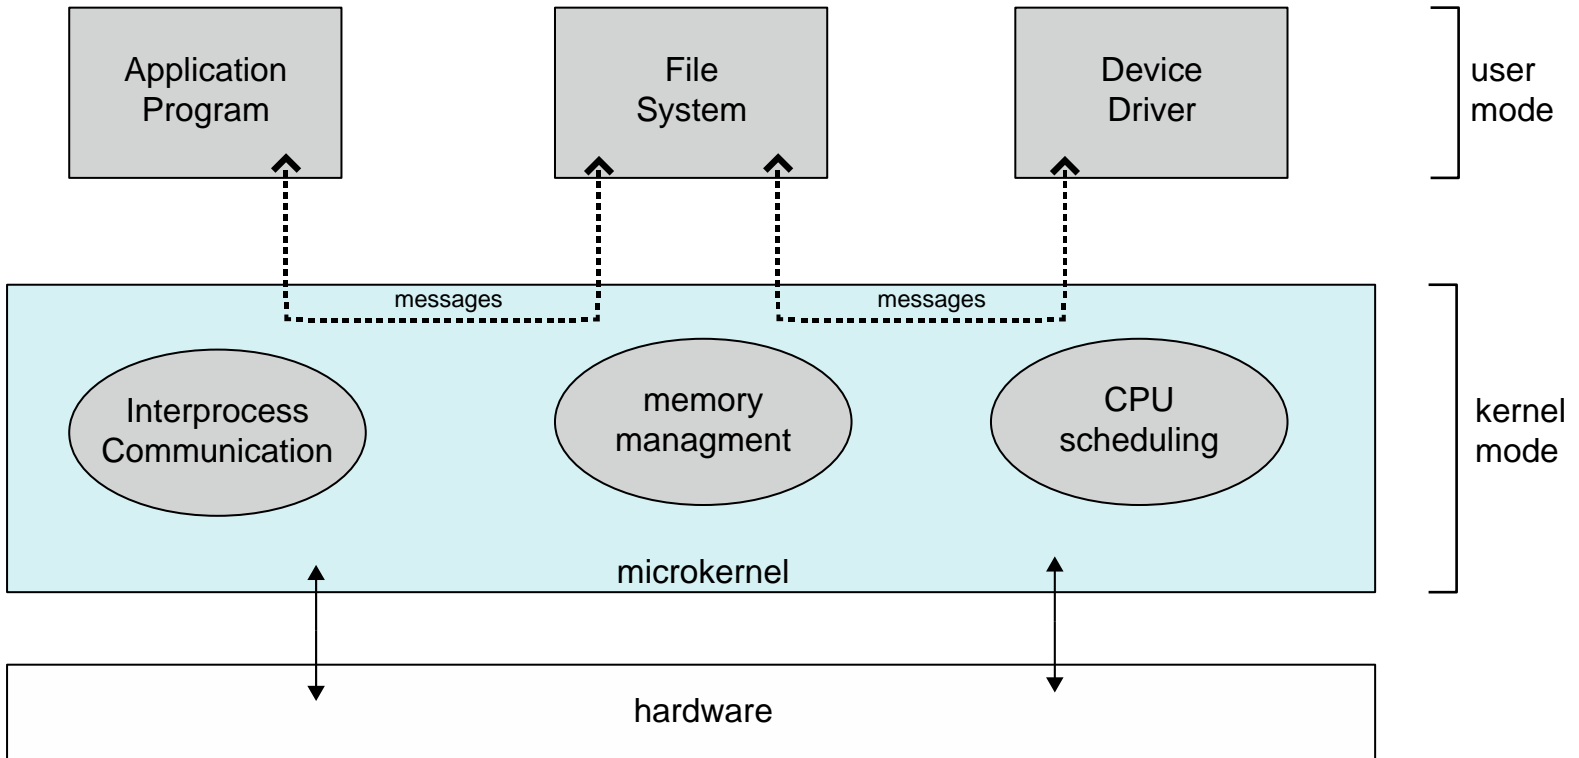 Application
Program
File
System
Device
Driver
user
mode
messages
messages
Interprocess
Communication
memory
managment
CPU
scheduling
kernel
mode
microkernel
hardware